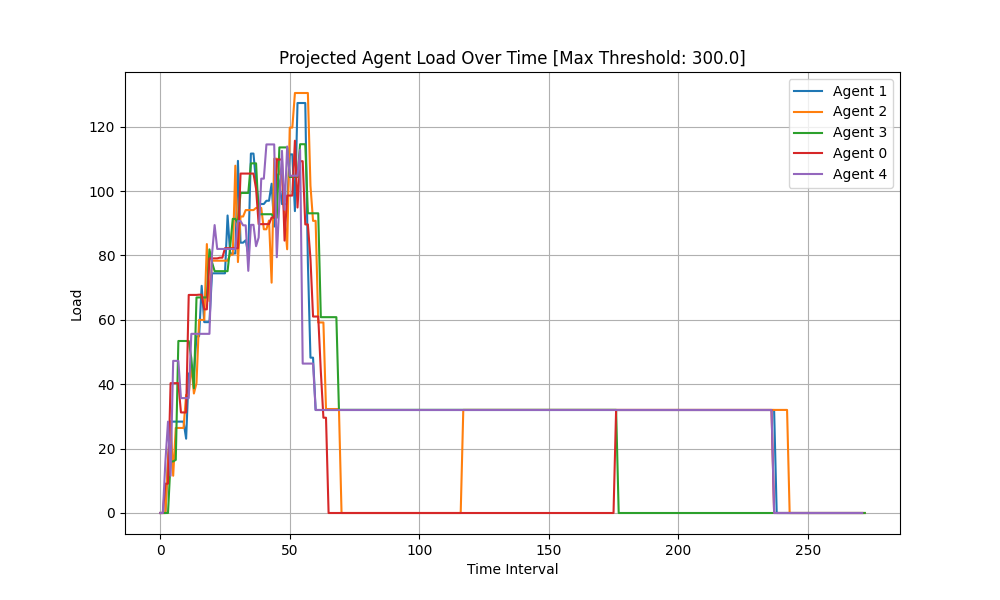 Projected Agent Load Over Time [Max Threshold: 300.0]
Load
120
100
80
60
40
20
0
0
50
100
150
200
250
Time Interval
Agent 1
Agent 2
Agent 3
Agent 0
Agent 4